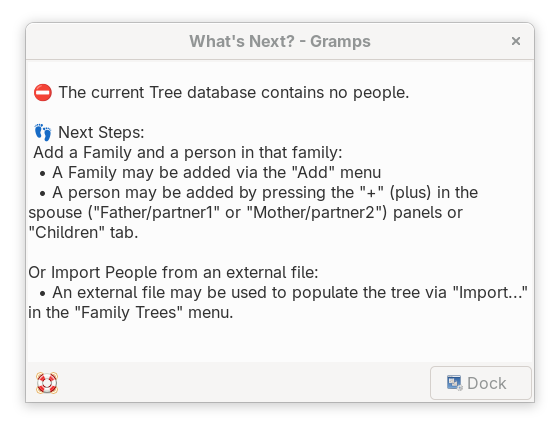 What's Next? - Gramps
⛔ The current Tree database contains no people.
👣 Next Steps:
Add a Family and a person in that family:
• A Family may be added via the "Add" menu
• A person may be added by pressing the "+" (plus) in the
spouse ("Father/partner1" or "Mother/partner2") panels or
"Children" tab.
Or Import People from an external file:
• An external file may be used to populate the tree via "Import..."
in the "Family Trees" menu.
Dock